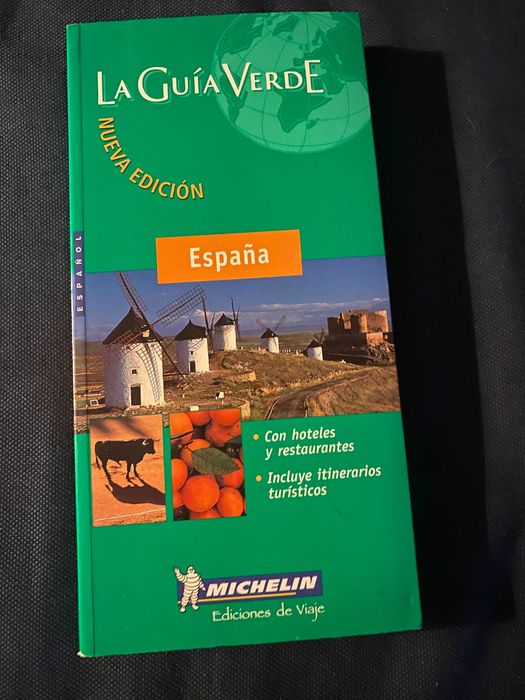 LA GUÍA VERDE
NUEVA EDICIÓN
ESPAÑOL
España
• Con hoteles
y restaurantes
• Incluye itinerarios
turísticos
MICHELIN
Ediciones de Viaje